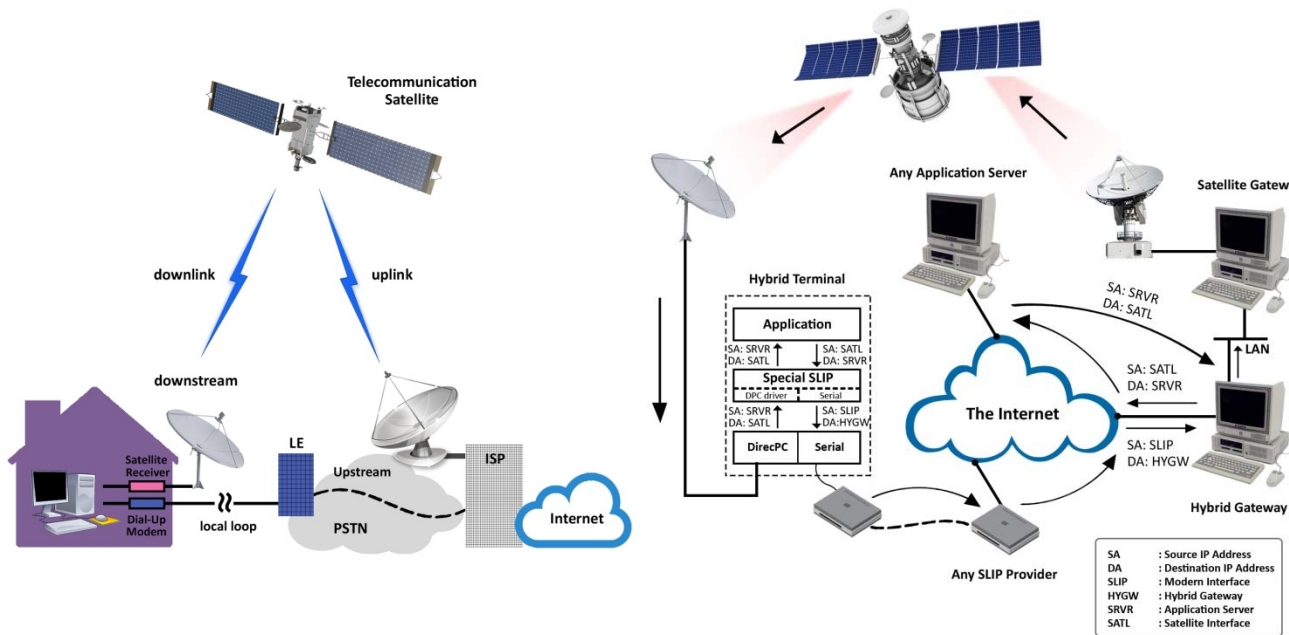 Telecommunication
Satellite
downlink
uplink
downstream
Satellite
Receiver
Dial-Up
Modem
local loop
LE
Upstream
PSTN
ISP
Internet
Any Application Server
Satellite Gateway
Hybrid Terminal
Application
SA: SRVR
DA: SATL
SA: SATL
DA: SRVR
Special SLIP
DPC driver
Serial
SA: SRVR
DA: SATL
SA: SLIP
DA:HYGW
DirecPC
Serial
SA: SRVR
DA: SATL
LAN
SA: SATL
DA: SRVR
The Internet
SA: SLIP
DA: HYGW
Hybrid Gateway
Any SLIP Provider
SA : Source IP Address
DA : Destination IP Address
SLIP : Modern Interface
HYGW : Hybrid Gateway
SRVR : Application Server
SATL : Satellite Interface